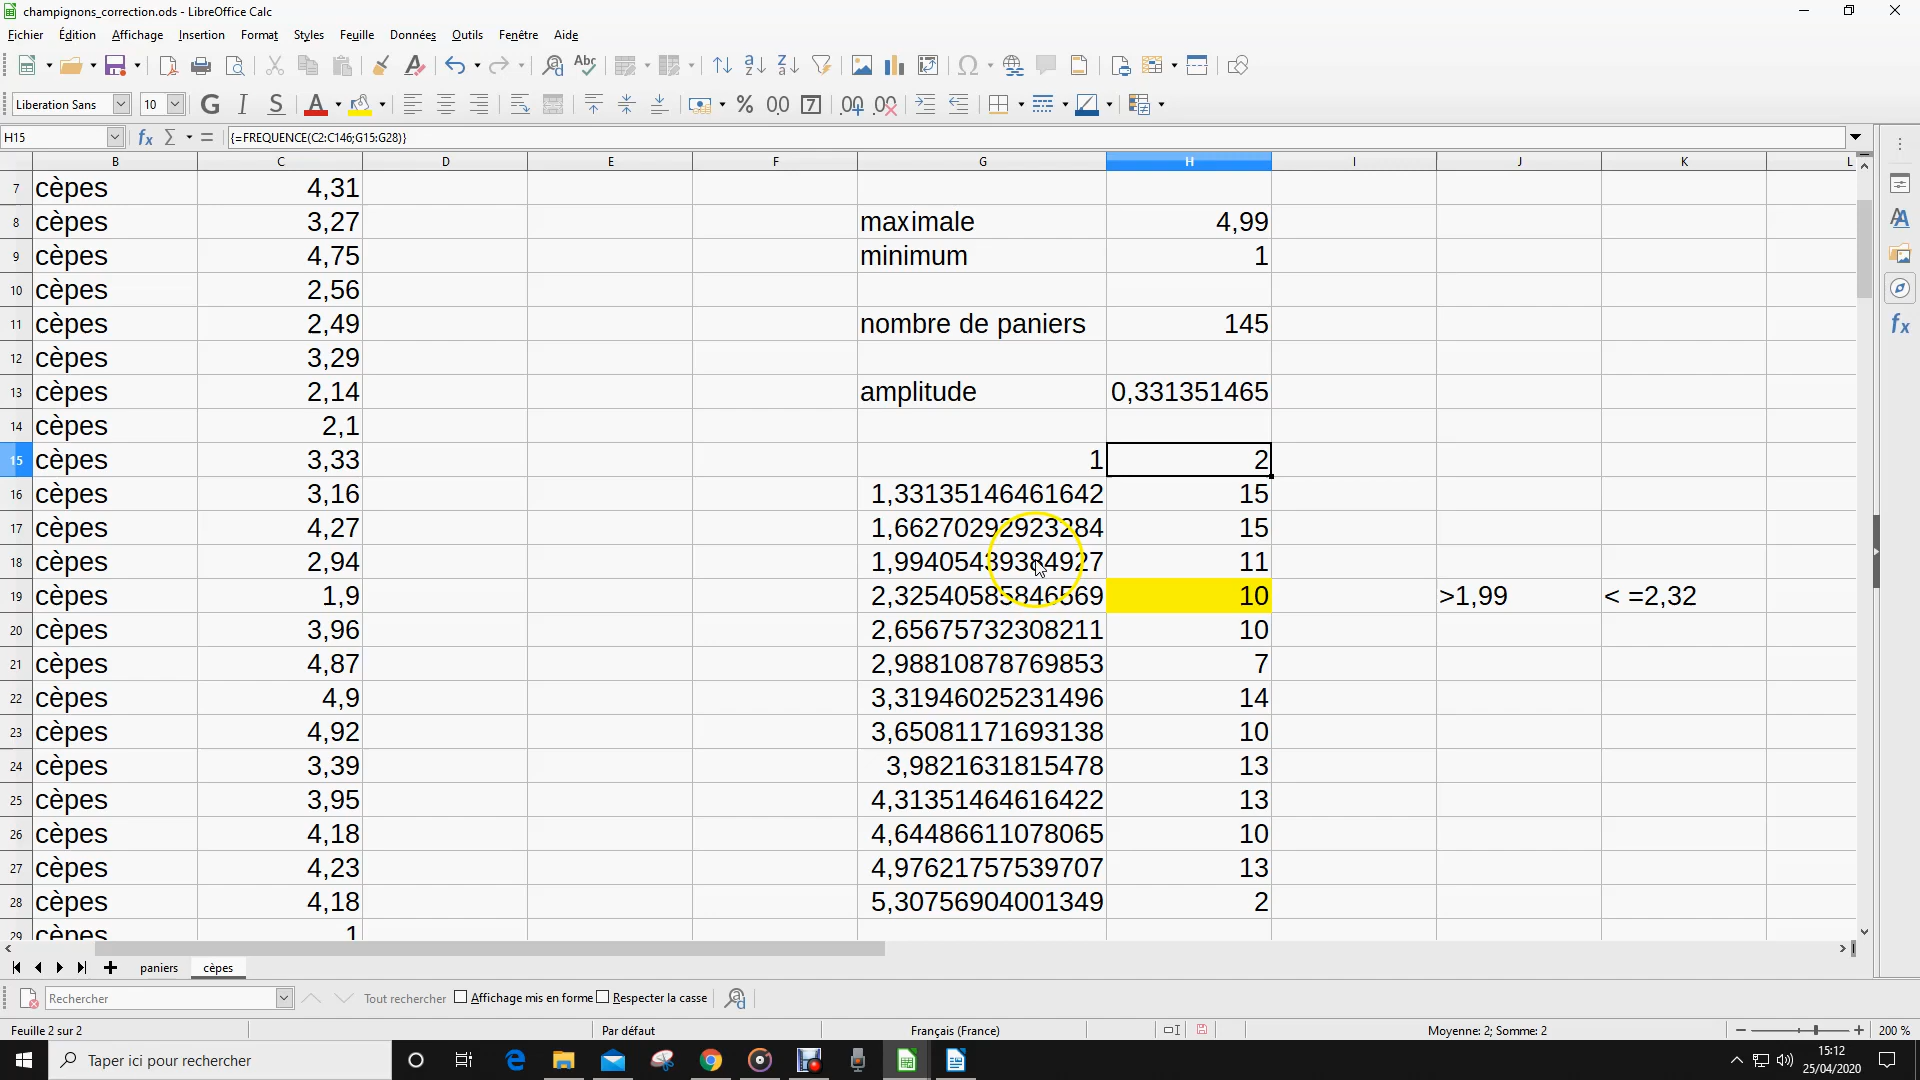 champignons_correction.ods - LibreOffice Calc
Fichier Édition Affichage Insertion Format Styles Feuille Données Outils Fenêtre Aide
Liberation Sans 10 G I S
H15 {=FREQUENCE(C2:C146;G15:G28)}
B C D E F G H I J K L
7 cèpes 4,31
8 cèpes 3,27 maximale 4,99
9 cèpes 4,75 minimum 1
10 cèpes 2,56
11 cèpes 2,49 nombre de paniers 145
12 cèpes 3,29
13 cèpes 2,14 amplitude 0,331351465
14 cèpes 2,1
15 cèpes 3,33 1 2
16 cèpes 3,16 1,33135146461642 15
17 cèpes 4,27 1,66270292923284 15
18 cèpes 2,94 1,99405439384927 11
19 cèpes 1,9 2,32540585846569 10 >1,99 < =2,32
20 cèpes 3,96 2,65675732308211 10
21 cèpes 4,87 2,98810878769853 7
22 cèpes 4,9 3,31946025231496 14
23 cèpes 4,92 3,65081171693138 10
24 cèpes 3,39 3,9821631815478 13
25 cèpes 3,95 4,31351464616422 13
26 cèpes 4,18 4,64486611078065 10
27 cèpes 4,23 4,97621757539707 13
28 cèpes 4,18 5,30756904001349 2
29 cèpes 1
paniers cèpes
Rechercher Tout rechercher Affichage mis en forme Respecter la casse
Feuille 2 sur 2 Par défaut Français (France) Moyenne: 2; Somme: 2 200 %
Taper ici pour rechercher 15:12
25/04/2020